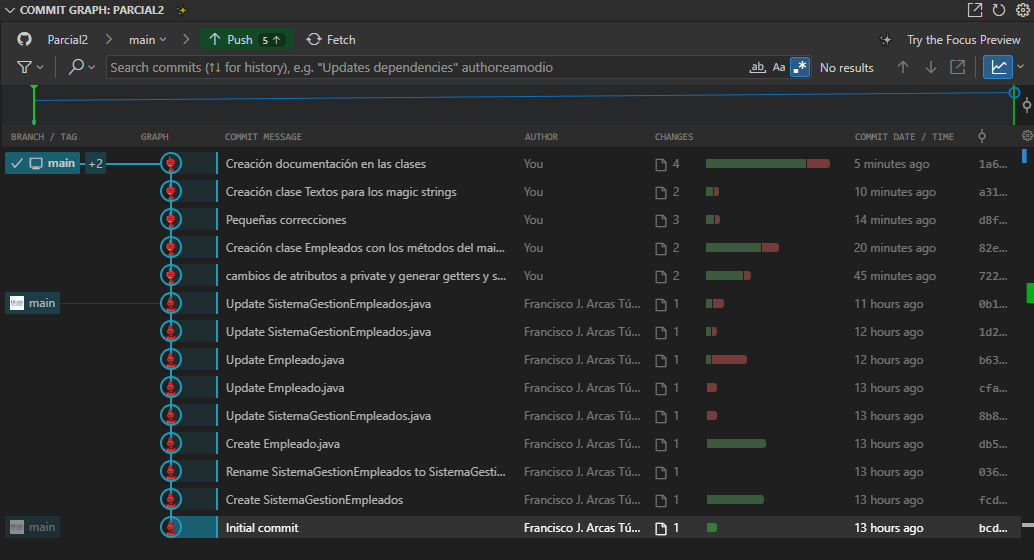 COMMIT GRAPH: PARCIAL2
Parcial2 main Push 5 Fetch Try the Focus Preview
Search commits (↑↓ for history), e.g. "Updates dependencies" author:eamodio ab, Aa .* No results
BRANCH / TAG GRAPH COMMIT MESSAGE AUTHOR CHANGES COMMIT DATE / TIME
main +2 Creación documentación en las clases You 4 5 minutes ago 1a6...
Creación clase Textos para los magic strings You 2 10 minutes ago a31...
Pequeñas correcciones You 3 14 minutes ago d8f...
Creación clase Empleados con los métodos del mai... You 2 20 minutes ago 82e...
cambios de atributos a private y generar getters y s... You 2 45 minutes ago 722...
main Update SistemaGestionEmpleados.java Francisco J. Arcas Tú... 1 11 hours ago 0b1...
Update SistemaGestionEmpleados.java Francisco J. Arcas Tú... 1 12 hours ago 1d2...
Update Empleado.java Francisco J. Arcas Tú... 1 12 hours ago b63...
Update Empleado.java Francisco J. Arcas Tú... 1 13 hours ago cfa...
Update SistemaGestionEmpleados.java Francisco J. Arcas Tú... 1 13 hours ago 8b8...
Create Empleado.java Francisco J. Arcas Tú... 1 13 hours ago db5...
Rename SistemaGestionEmpleados to SistemaGesti... Francisco J. Arcas Tú... 1 13 hours ago 036...
Create SistemaGestionEmpleados Francisco J. Arcas Tú... 1 13 hours ago fcd...
main Initial commit Francisco J. Arcas Tú... 1 13 hours ago bcd...